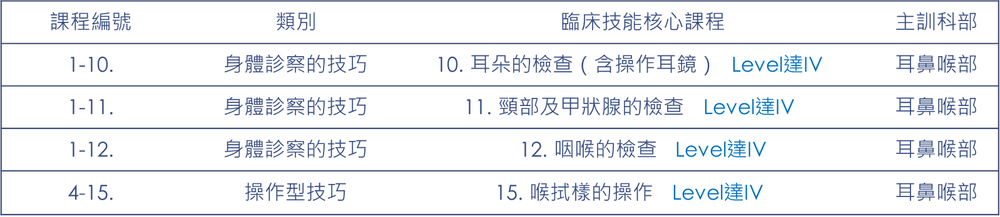 課程編號 類別 臨床技能核心課程 主訓科部
1-10. 身體診察的技巧 10. 耳朵的檢查（含操作耳鏡） Level達IV 耳鼻喉部
1-11. 身體診察的技巧 11. 頸部及甲狀腺的檢查 Level達IV 耳鼻喉部
1-12. 身體診察的技巧 12. 咽喉的檢查 Level達IV 耳鼻喉部
4-15. 操作型技巧 15. 喉拭樣的操作 Level達IV 耳鼻喉部